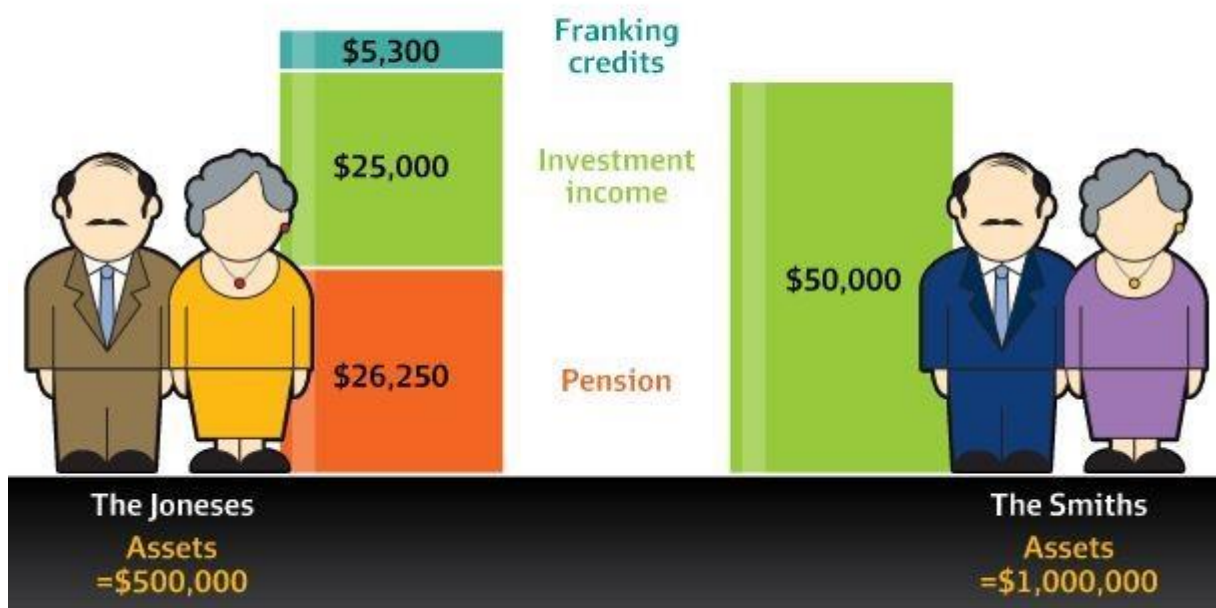 $5,300
Franking
credits
$25,000
Investment
income
$50,000
$26,250
Pension
The Joneses
Assets
=$500,000
The Smiths
Assets
=$1,000,000